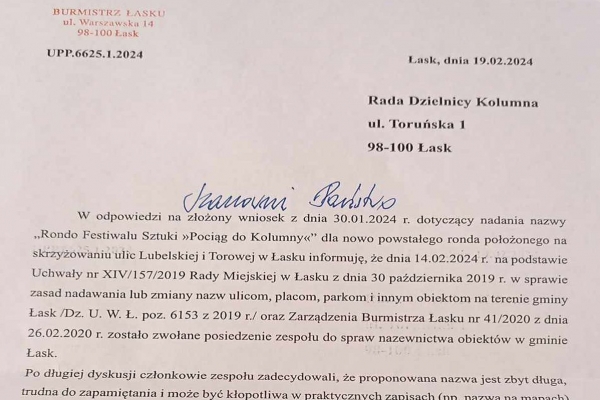 BURMISTRZ ŁASKU
ul. Warszawska 14
98-100 Łask
UPP.6625.1.2024
Łask, dnia 19.02.2024
Rada Dzielnicy Kolumna
ul. Toruńska 1
98-100 Łask
Szanowni Państwo
W odpowiedzi na złożony wniosek z dnia 30.01.2024 r. dotyczący nadania nazwy
„Rondo Festiwalu Sztuki »Pociąg do Kolumny«” dla nowo powstałego ronda położonego na
skrzyżowaniu ulic Lubelskiej i Torowej w Łasku informuję, że dnia 14.02.2024 r. na podstawie
Uchwały nr XIV/157/2019 Rady Miejskiej w Łasku z dnia 30 października 2019 r. w sprawie
zasad nadawania lub zmiany nazw ulicom, placom, parkom i innym obiektom na terenie gminy
Łask /Dz. U. W. Ł. poz. 6153 z 2019 r./ oraz Zarządzenia Burmistrza Łasku nr 41/2020 z dnia
26.02.2020 r. zostało zwołane posiedzenie zespołu do spraw nazewnictwa obiektów w gminie
Łask.
Po długiej dyskusji członkowie zespołu zadecydowali, że proponowana nazwa jest zbyt długa,
trudna do zapamiętania i może być kłopotliwa w praktycznych zapisach (np. nazwa na mapach)